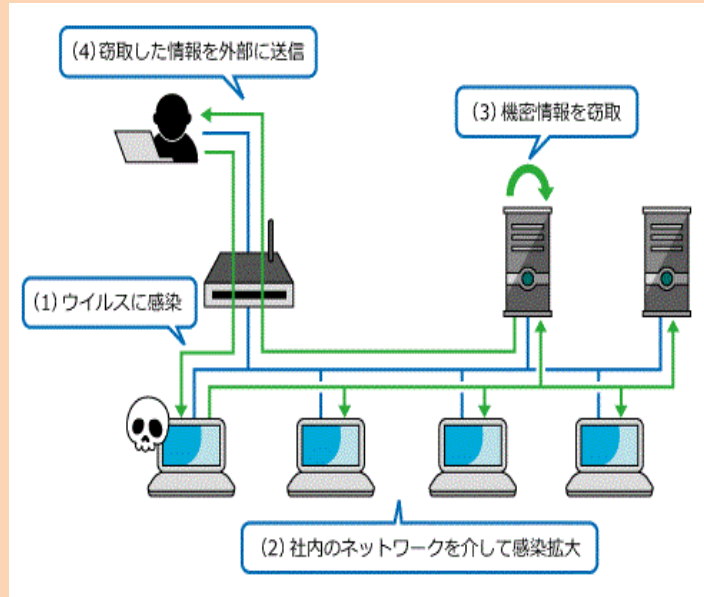 (4)窃取した情報を外部に送信
(3)機密情報を窃取
(1)ウイルスに感染
(2)社内のネットワークを介して感染拡大